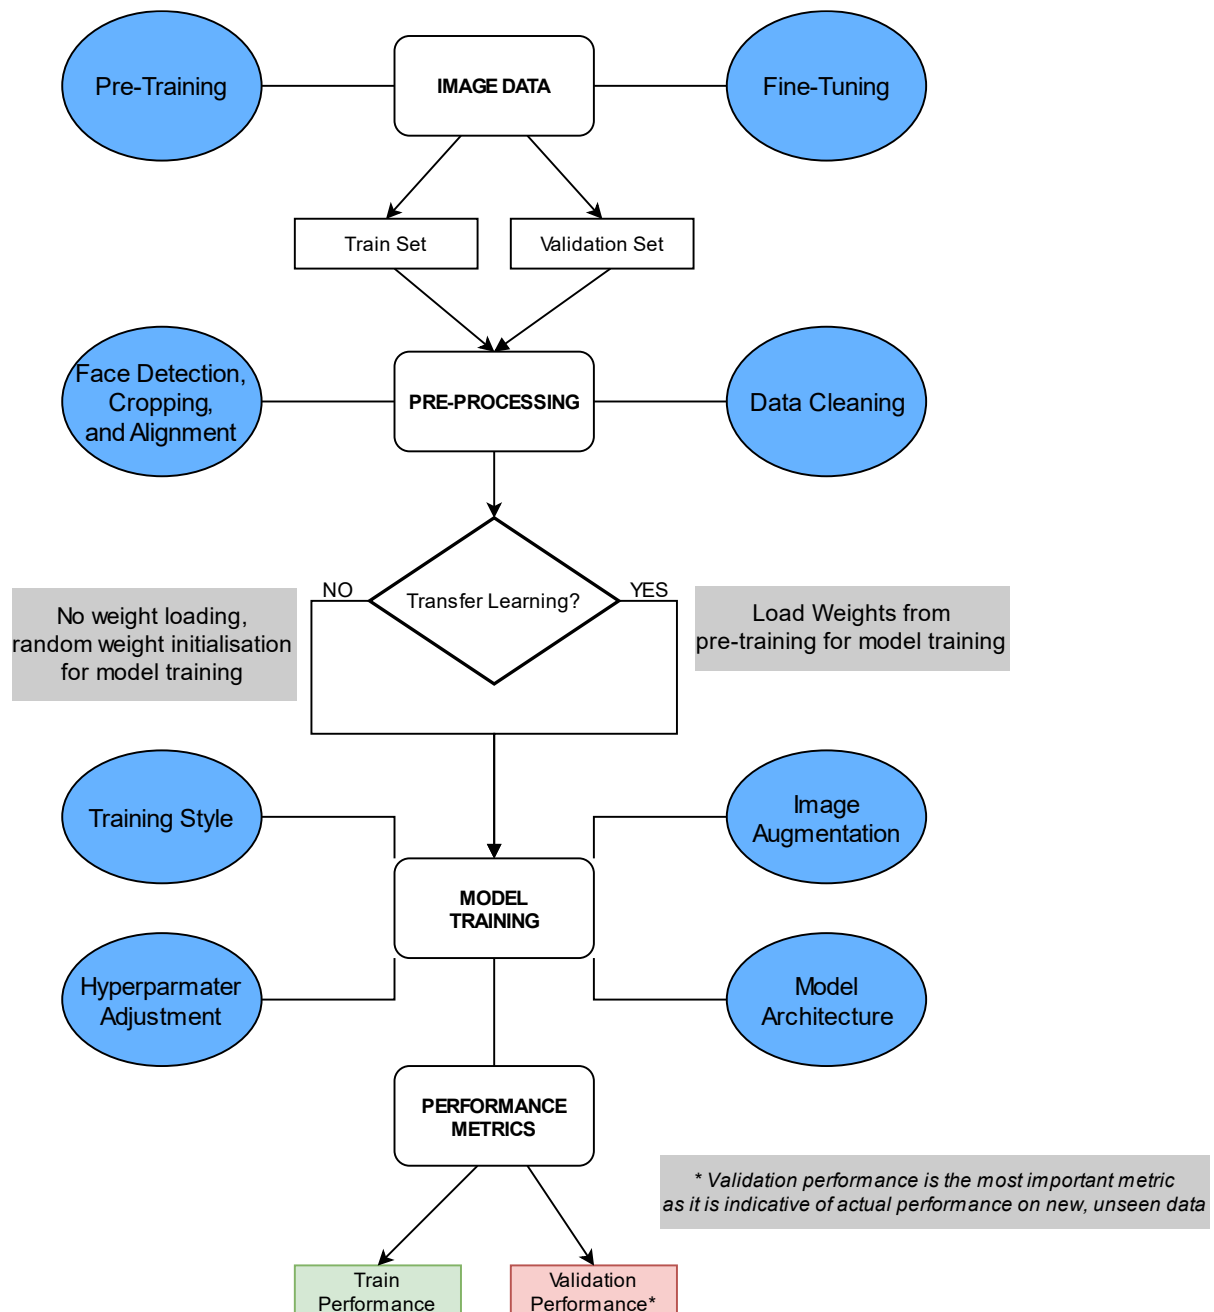 Pre-Training
IMAGE DATA
Fine-Tuning
Train Set
Validation Set
Face Detection,
Cropping,
and Alignment
PRE-PROCESSING
Data Cleaning
NO
Transfer Learning?
YES
No weight loading,
random weight initialisation
for model training
Load Weights from
pre-training for model training
Training Style
Image
Augmentation
MODEL
TRAINING
Hyperparmater
Adjustment
Model
Architecture
PERFORMANCE
METRICS
* Validation performance is the most important metric
as it is indicative of actual performance on new, unseen data
Train
Performance
Validation
Performance*